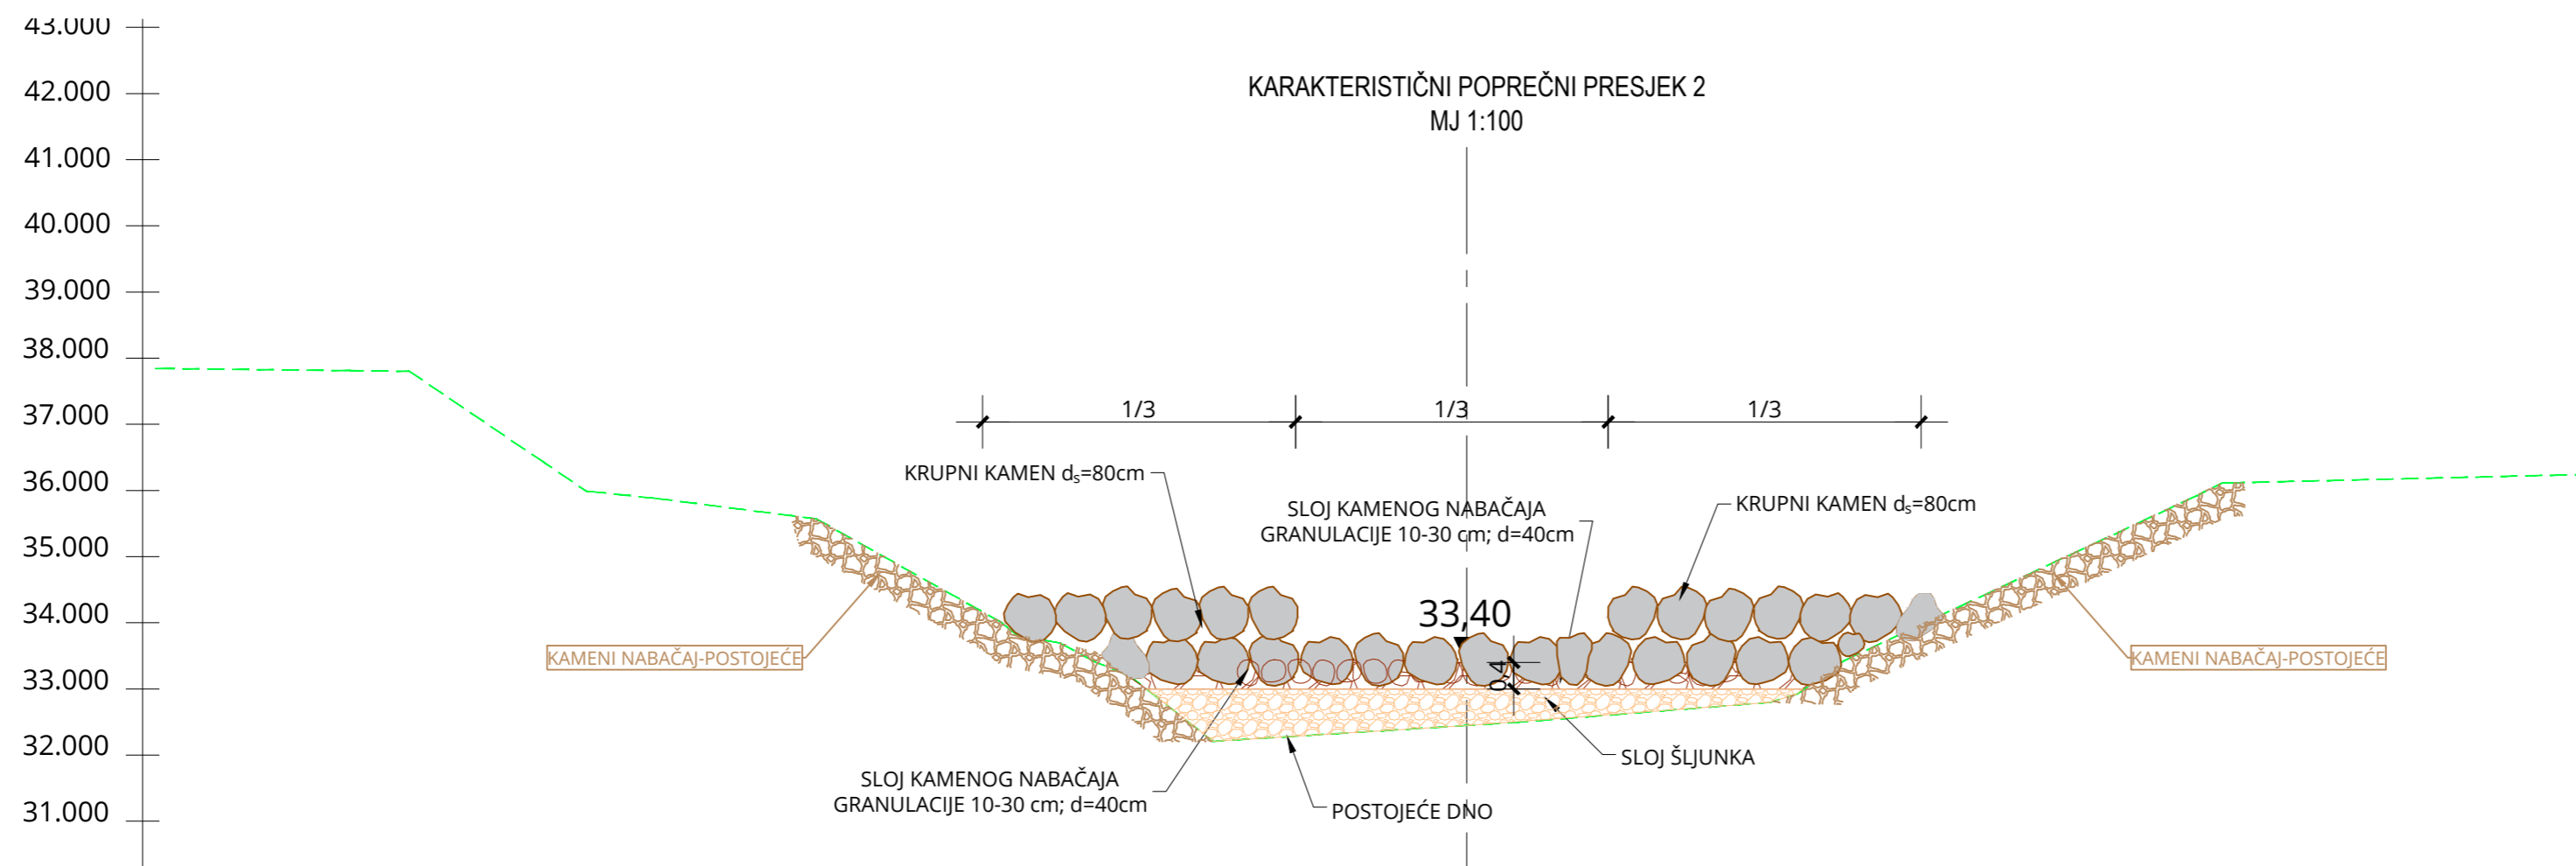 43.000
42.000
41.000
40.000
39.000
38.000
37.000
36.000
35.000
34.000
33.000
32.000
31.000
KARAKTERISTIČNI POPREČNI PRESJEK 2
MJ 1:100
1/3
1/3
1/3
KRUPNI KAMEN dₛ=80cm
SLOJ KAMENOG NABAČAJA
GRANULACIJE 10-30 cm; d=40cm
KRUPNI KAMEN dₛ=80cm
33,40
0,4
KAMENI NABAČAJ-POSTOJEĆE
KAMENI NABAČAJ-POSTOJEĆE
SLOJ ŠLJUNKA
SLOJ KAMENOG NABAČAJA
GRANULACIJE 10-30 cm; d=40cm
POSTOJEĆE DNO